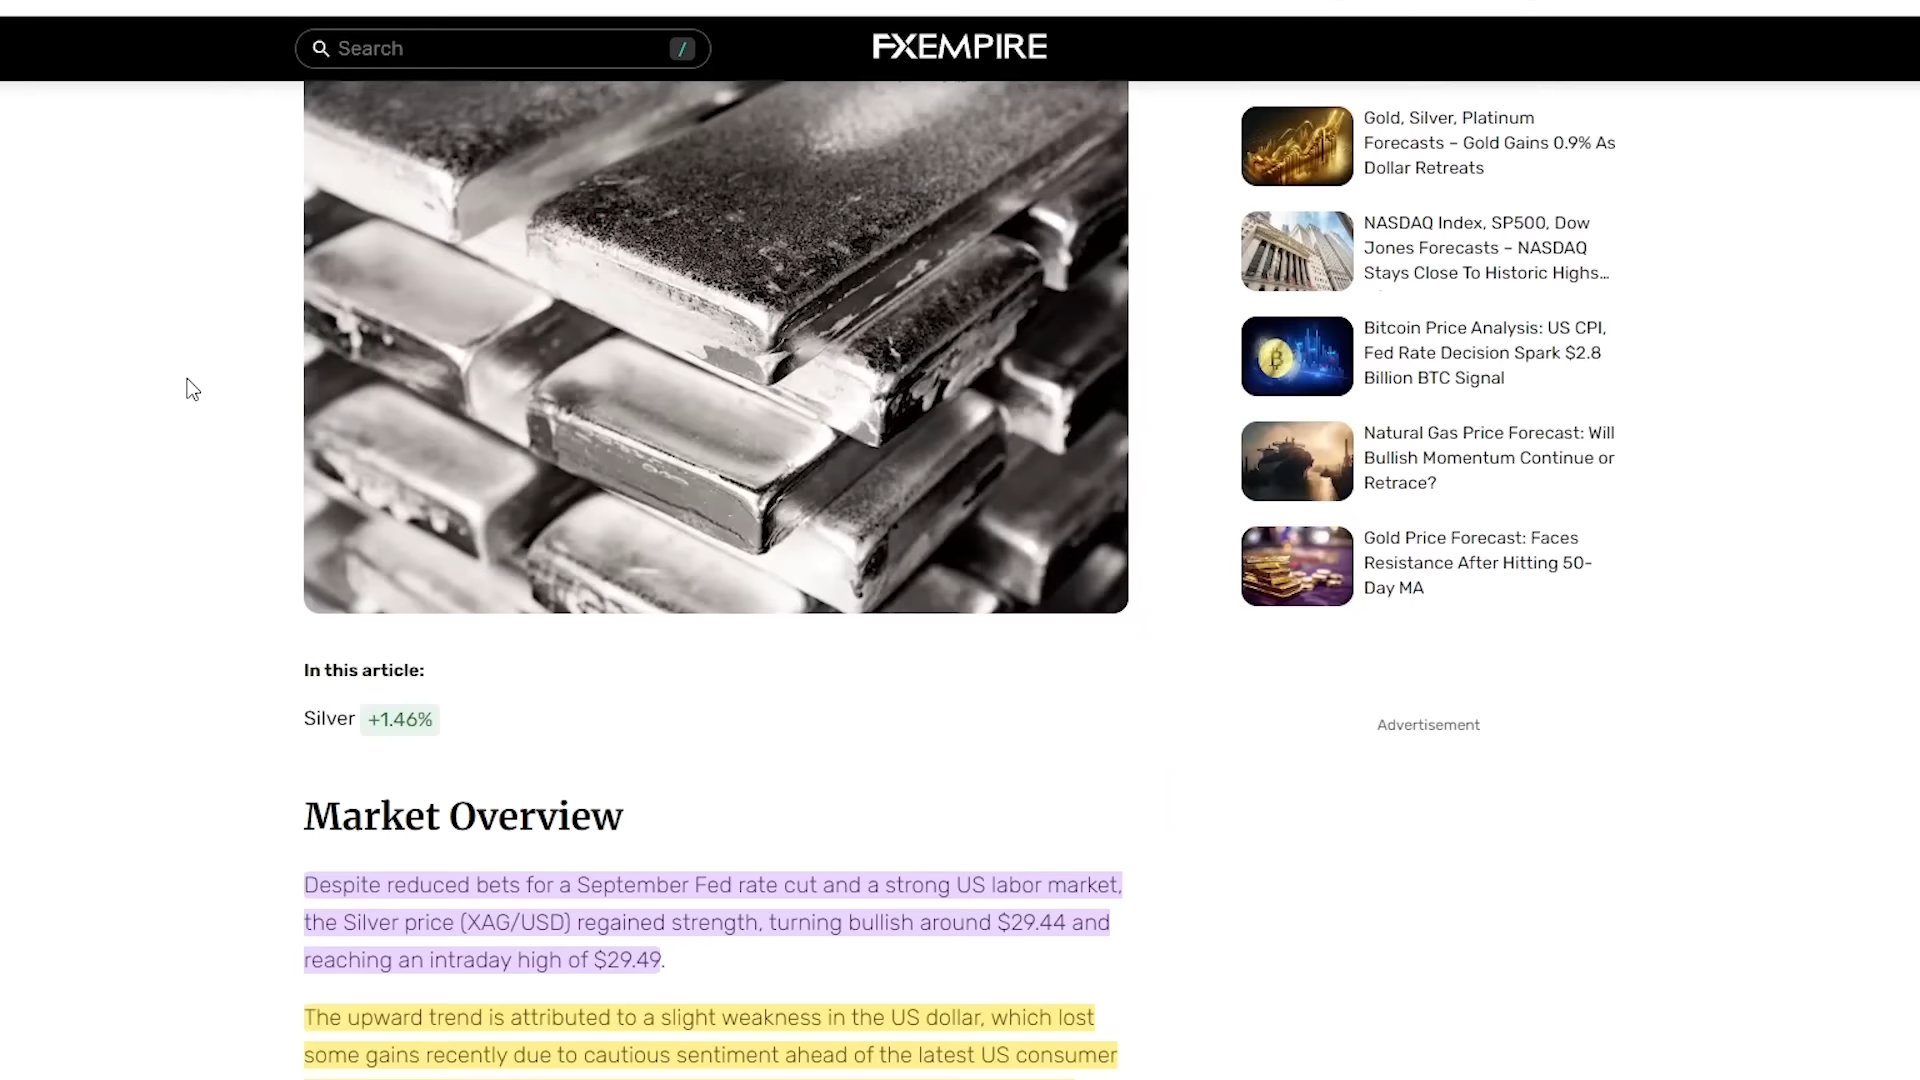 Search
/
FXEMPIRE
Gold, Silver, Platinum
Forecasts – Gold Gains 0.9% As
Dollar Retreats
NASDAQ Index, SP500, Dow
Jones Forecasts – NASDAQ
Stays Close To Historic Highs...
Bitcoin Price Analysis: US CPI,
Fed Rate Decision Spark $2.8
Billion BTC Signal
Natural Gas Price Forecast: Will
Bullish Momentum Continue or
Retrace?
Gold Price Forecast: Faces
Resistance After Hitting 50-
Day MA
Advertisement
In this article:
Silver +1.46%
Market Overview
Despite reduced bets for a September Fed rate cut and a strong US labor market,
the Silver price (XAG/USD) regained strength, turning bullish around $29.44 and
reaching an intraday high of $29.49.
The upward trend is attributed to a slight weakness in the US dollar, which lost
some gains recently due to cautious sentiment ahead of the latest US consumer